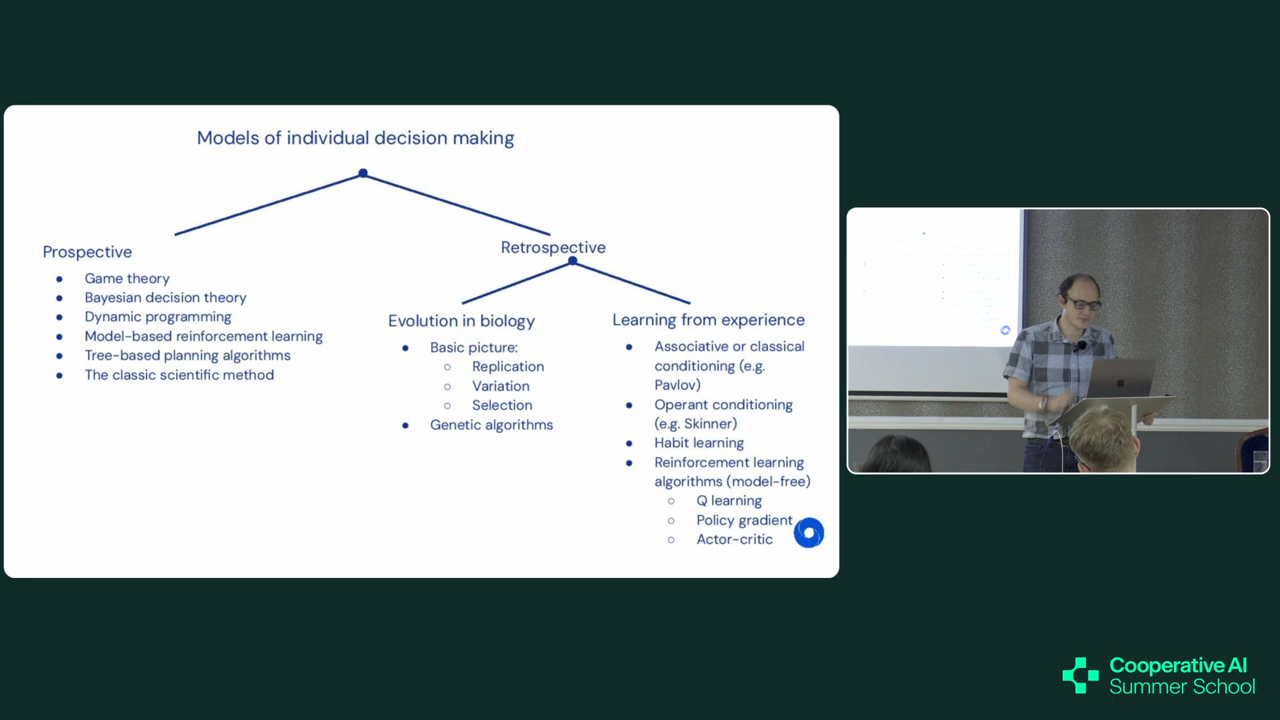 Models of individual decision making
Prospective
Game theory
Bayesian decision theory
Dynamic programming
Model-based reinforcement learning
Tree-based planning algorithms
The classic scientific method
Retrospective
Evolution in biology
Basic picture:
Replication
Variation
Selection
Genetic algorithms
Learning from experience
Associative or classical
conditioning (e.g.
Pavlov)
Operant conditioning
(e.g. Skinner)
Habit learning
Reinforcement learning
algorithms (model-free)
Q learning
Policy gradient
Actor-critic
Cooperative AI
Summer School